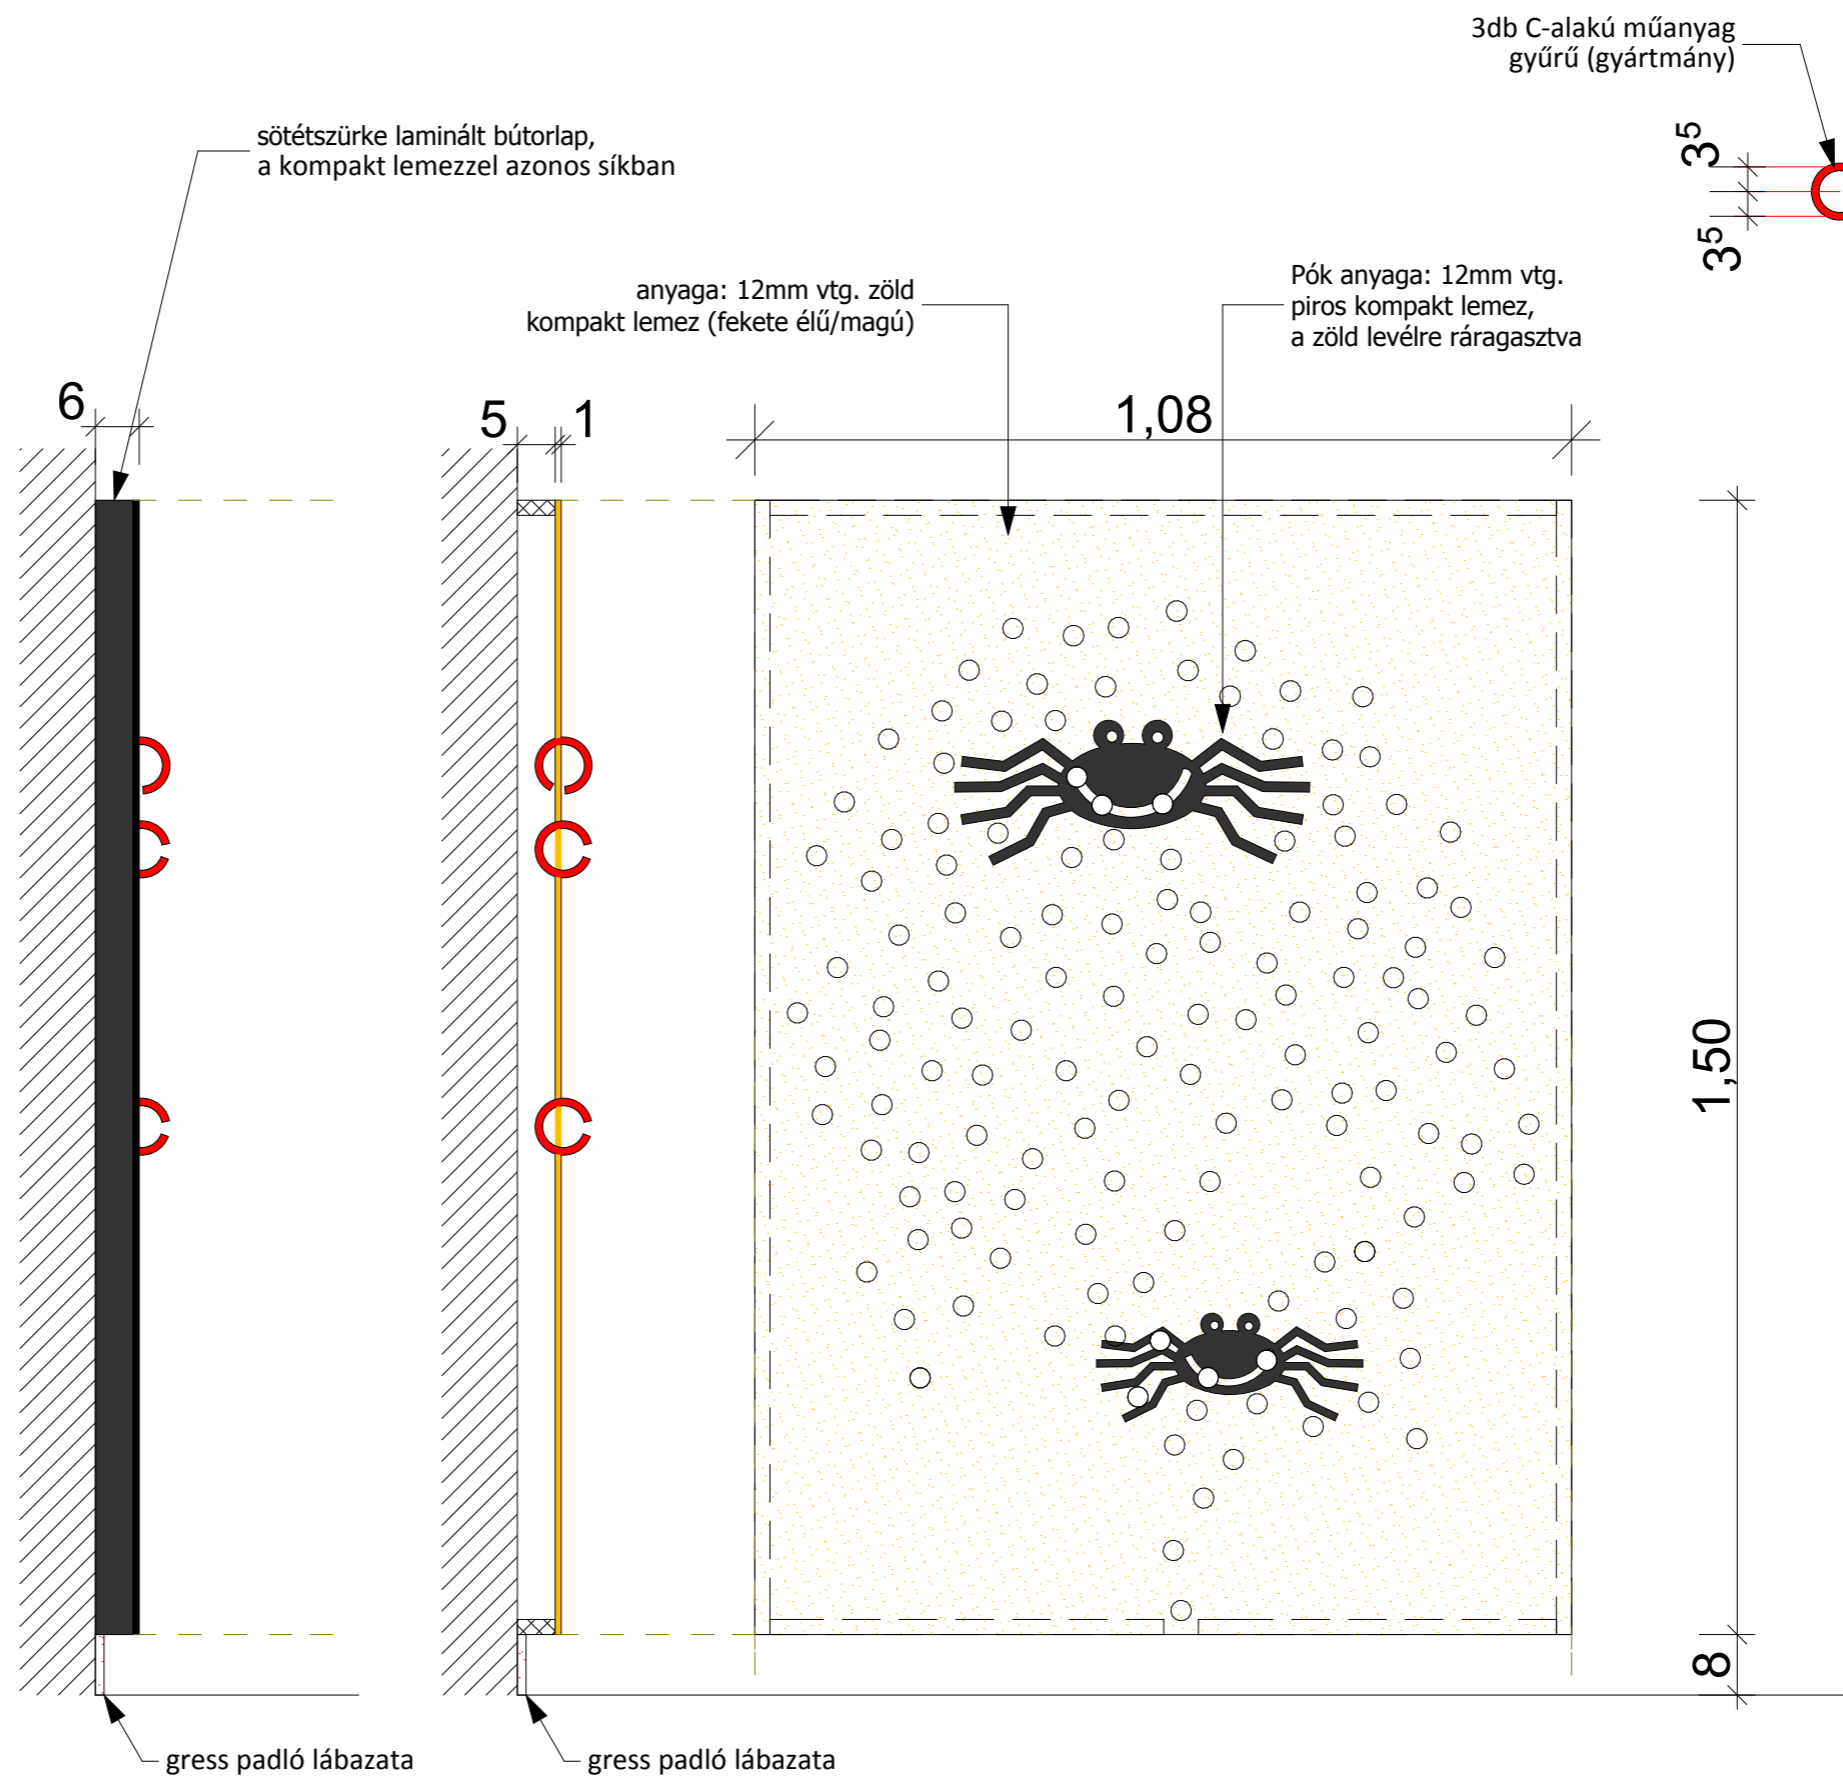 3db C-alakú műanyag
gyűrű (gyártmány)
3⁵
3⁵
sötétszürke laminált bútorlap,
a kompakt lemezzel azonos síkban
anyaga: 12mm vtg. zöld
kompakt lemez (fekete élű/magú)
Pók anyaga: 12mm vtg.
piros kompakt lemez,
a zöld levélre ráragasztva
6
5
1
1,08
1,50
8
gress padló lábazata
gress padló lábazata